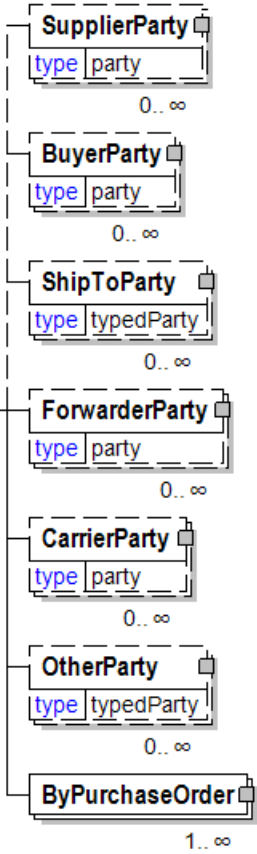 SupplierParty
type party
0.. ∞
BuyerParty
type party
0.. ∞
ShipToParty
type typedParty
0.. ∞
ForwarderParty
type party
0.. ∞
CarrierParty
type party
0.. ∞
OtherParty
type typedParty
0.. ∞
ByPurchaseOrder
1.. ∞